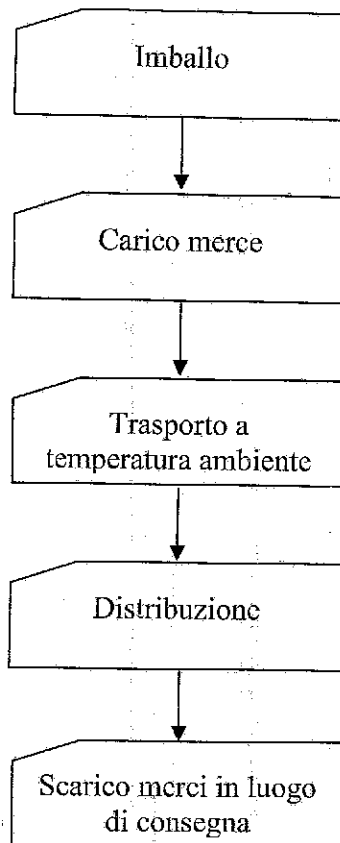 Imballo
Carico merce
Trasporto a
temperatura ambiente
Distribuzione
Scarico merci in luogo
di consegna